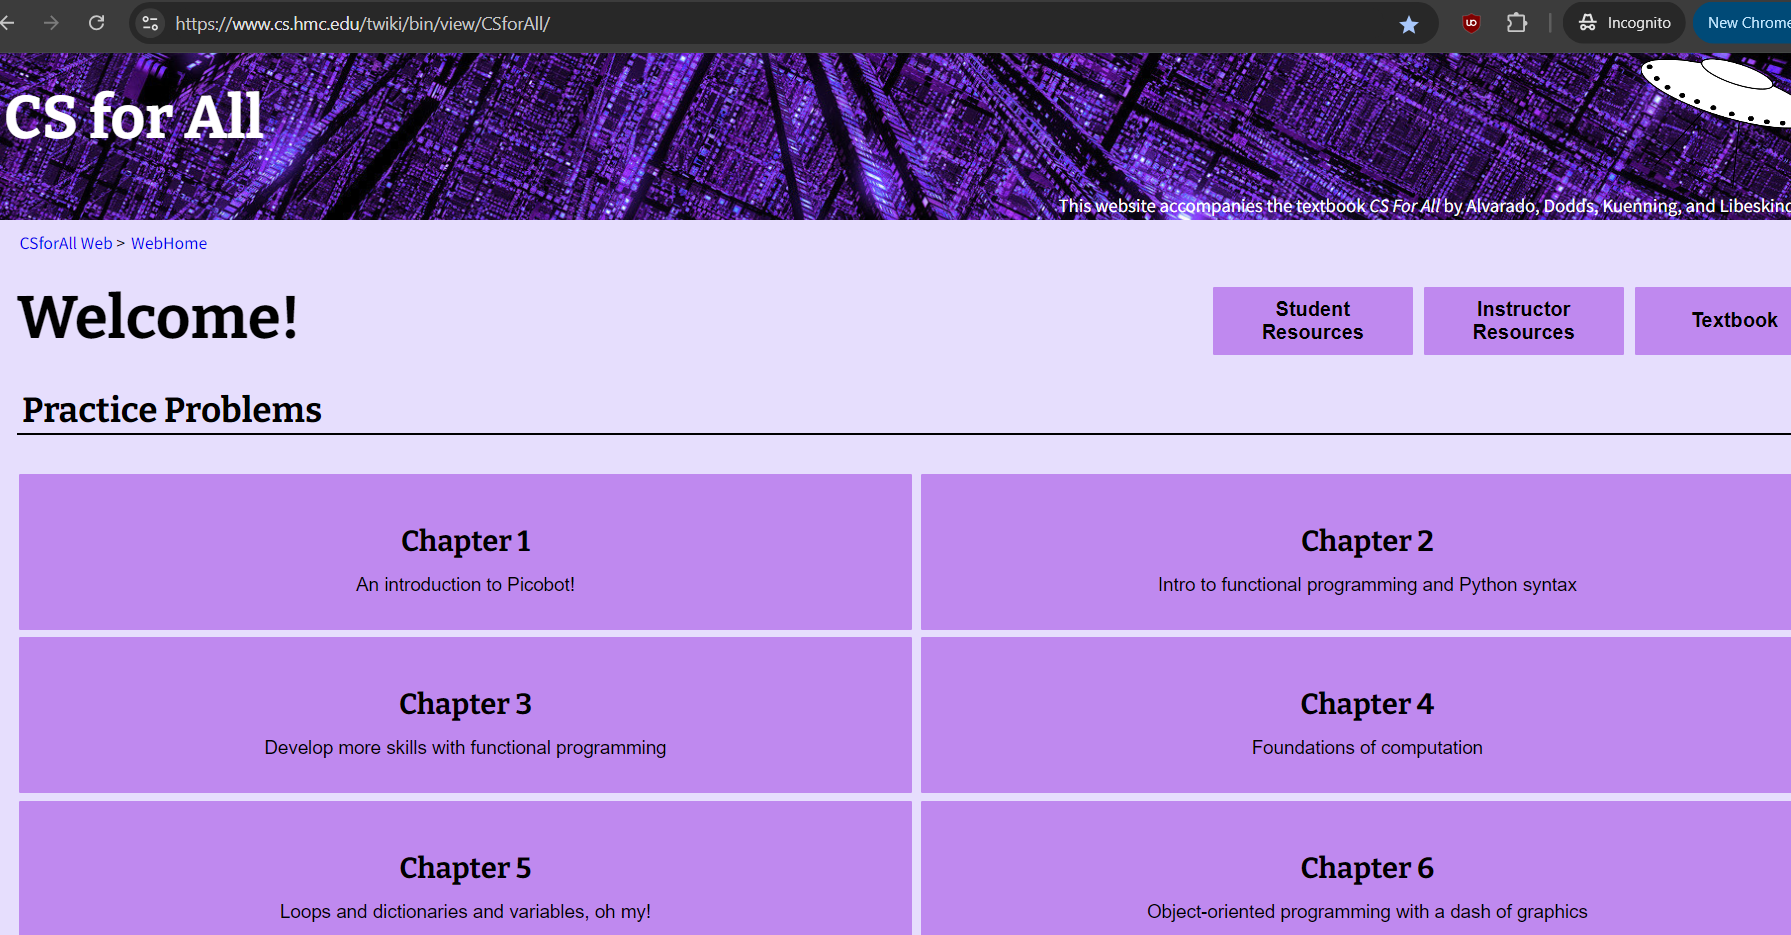 https://www.cs.hmc.edu/twiki/bin/view/CSforAll/
Incognito
New Chrome
CS for All
This website accompanies the textbook CS For All by Alvarado, Dodds, Kuenning, and Libeskind
CSforAll Web > WebHome
Welcome!
Student
Resources
Instructor
Resources
Textbook
Practice Problems
Chapter 1
An introduction to Picobot!
Chapter 2
Intro to functional programming and Python syntax
Chapter 3
Develop more skills with functional programming
Chapter 4
Foundations of computation
Chapter 5
Loops and dictionaries and variables, oh my!
Chapter 6
Object-oriented programming with a dash of graphics